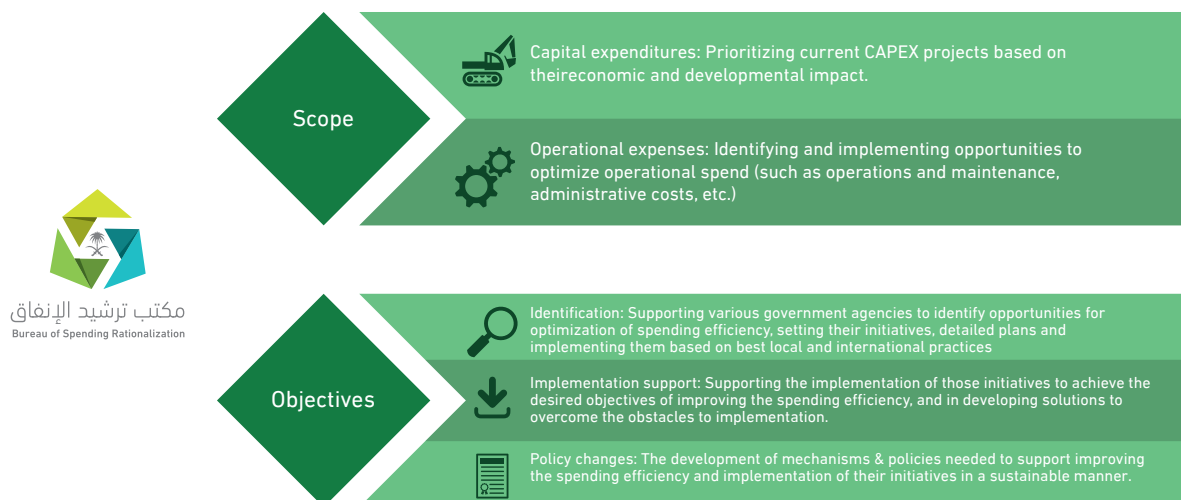 Scope
Capital expenditures: Prioritizing current CAPEX projects based on
theireconomic and developmental impact.
Operational expenses: Identifying and implementing opportunities to
optimize operational spend (such as operations and maintenance,
administrative costs, etc.)
مكتب ترشيد الإنفاق
Bureau of Spending Rationalization
Objectives
Identification: Supporting various government agencies to identify opportunities for
optimization of spending efficiency, setting their initiatives, detailed plans and
implementing them based on best local and international practices
Implementation support: Supporting the implementation of those initiatives to achieve the
desired objectives of improving the spending efficiency, and in developing solutions to
overcome the obstacles to implementation.
Policy changes: The development of mechanisms & policies needed to support improving
the spending efficiency and implementation of their initiatives in a sustainable manner.